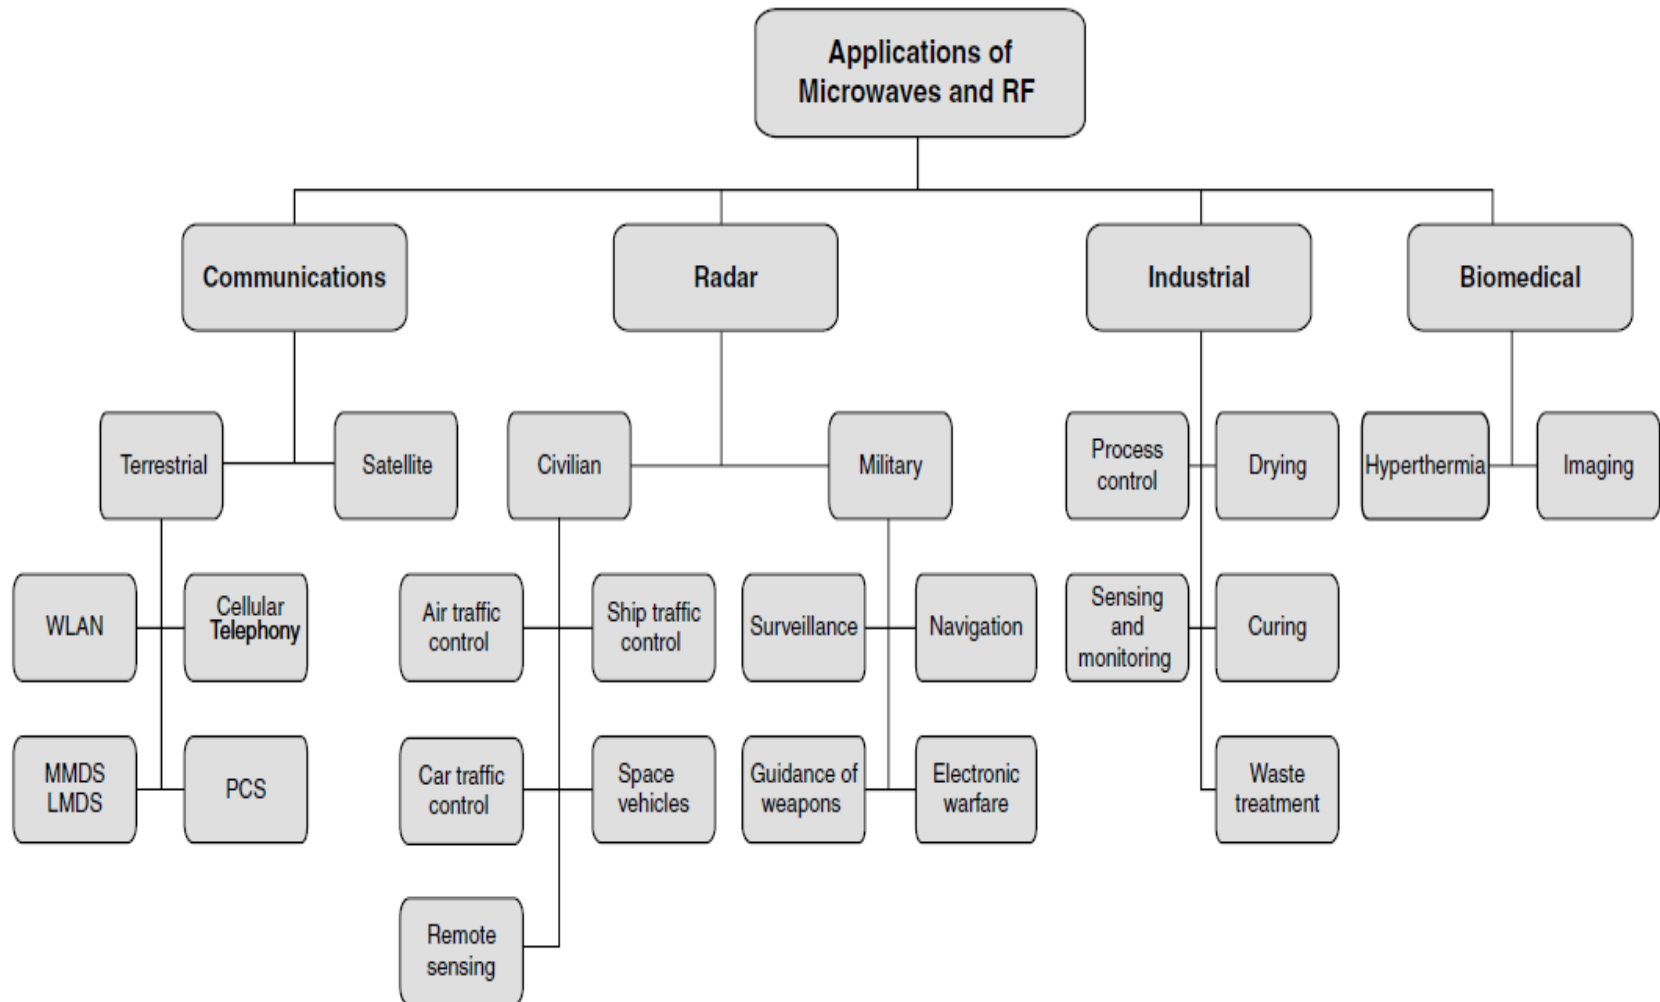 Applications of
Microwaves and RF
Communications
Radar
Industrial
Biomedical
Terrestrial
Satellite
Civilian
Military
Process
control
Drying
Hyperthermia
Imaging
WLAN
Cellular
Telephony
Air traffic
control
Ship traffic
control
Surveillance
Navigation
Sensing
and
monitoring
Curing
MMDS
LMDS
PCS
Car traffic
control
Space
vehicles
Guidance of
weapons
Electronic
warfare
Waste
treatment
Remote
sensing